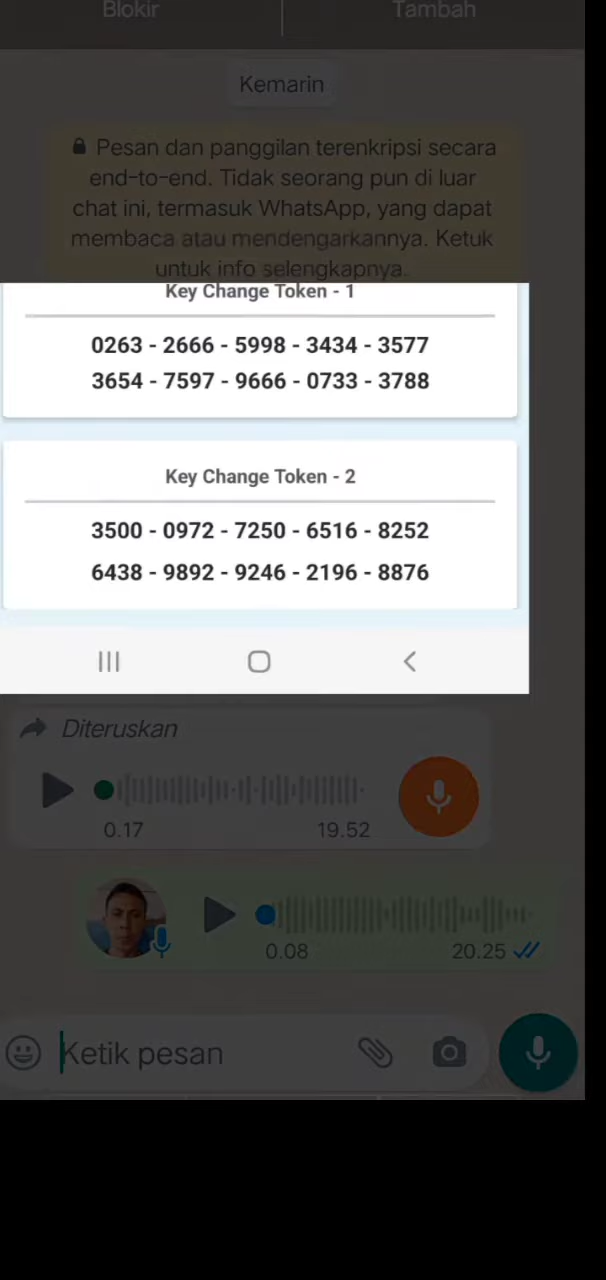 Blokir Tambah
Kemarin
Pesan dan panggilan terenkripsi secara
end-to-end. Tidak seorang pun di luar
chat ini, termasuk WhatsApp, yang dapat
membaca atau mendengarkannya. Ketuk
untuk info selengkapnya.
Key Change Token - 1
0263 - 2666 - 5998 - 3434 - 3577
3654 - 7597 - 9666 - 0733 - 3788
Key Change Token - 2
3500 - 0972 - 7250 - 6516 - 8252
6438 - 9892 - 9246 - 2196 - 8876
Diteruskan
0.17 19.52
0.08 20.25
Ketik pesan